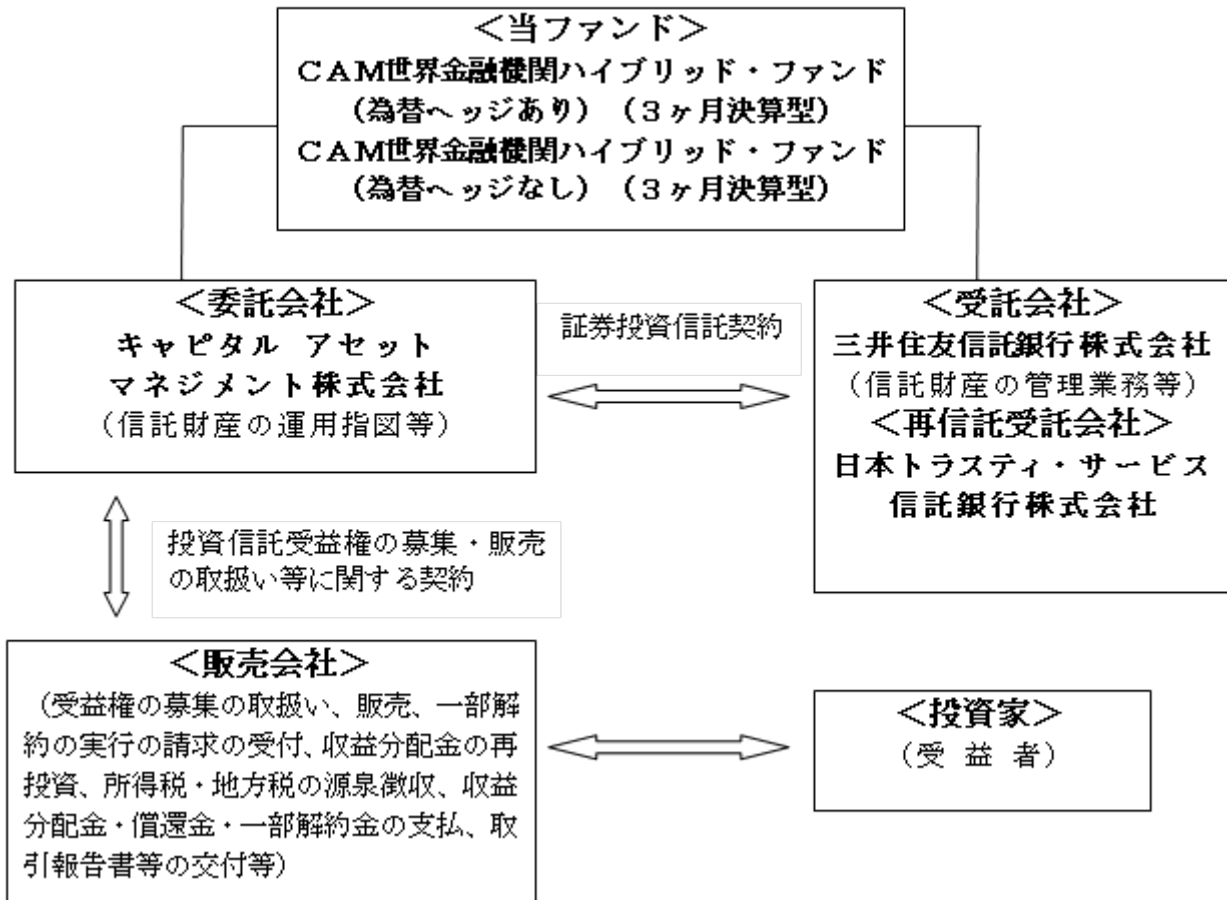 ＜当ファンド＞
ＣＡＭ世界金融機関ハイブリッド・ファンド
（為替ヘッジあり）（３ヶ月決算型）
ＣＡＭ世界金融機関ハイブリッド・ファンド
（為替ヘッジなし）（３ヶ月決算型）
＜委託会社＞
キャピタル アセット
マネジメント株式会社
（信託財産の運用指図等）
証券投資信託契約
＜受託会社＞
三井住友信託銀行株式会社
（信託財産の管理業務等）
＜再信託受託会社＞
日本トラスティ・サービス
信託銀行株式会社
投資信託受益権の募集・販売
の取扱い等に関する契約
＜販売会社＞
（受益権の募集の取扱い、販売、一部解
約の実行の請求の受付、収益分配金の再
投資、所得税・地方税の源泉徴収、収益
分配金・償還金・一部解約金の支払、取
引報告書等の交付等）
＜投資家＞
（受 益 者）